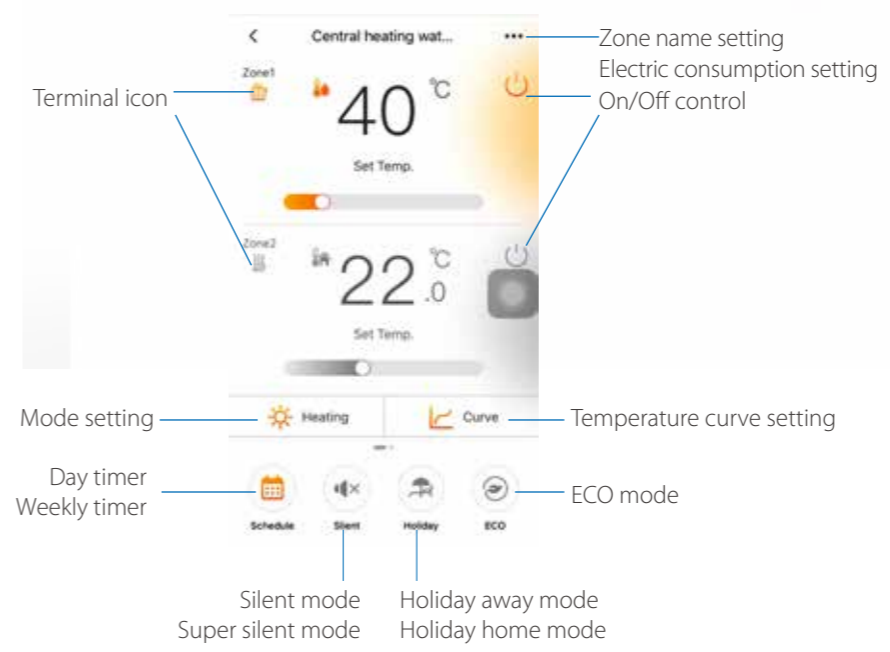 Central heating wat...
Zone name setting
Electric consumption setting
On/Off control
Terminal icon
Zone1
40 °C
Set Temp.
Zone2
22.0 °C
Set Temp.
Mode setting
Heating
Curve
Temperature curve setting
Day timer
Weekly timer
ECO mode
Schedule
Silent
Holiday
ECO
Silent mode
Super silent mode
Holiday away mode
Holiday home mode